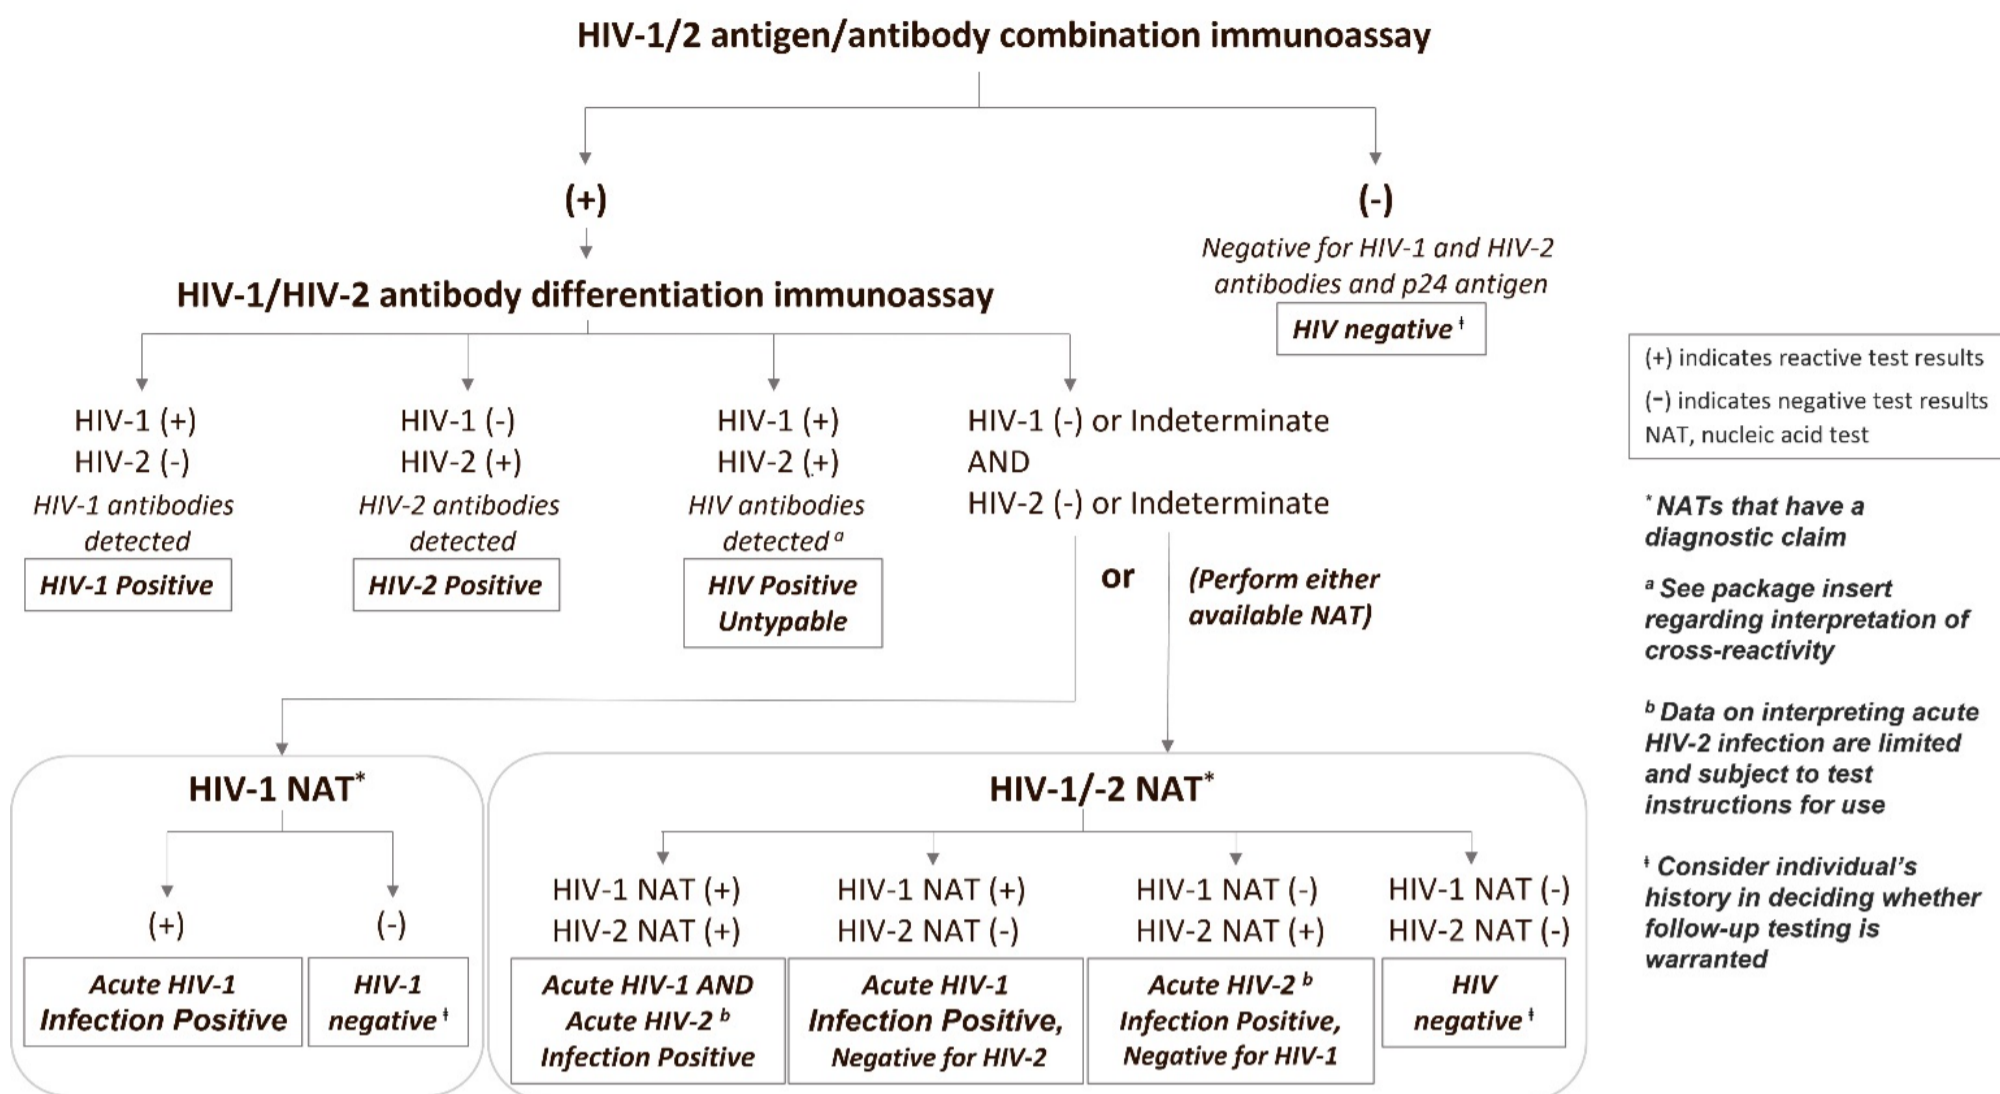 HIV-1/2 antigen/antibody combination immunoassay
(+)
(-)
Negative for HIV-1 and HIV-2
antibodies and p24 antigen
HIV negative ǂ
HIV-1/HIV-2 antibody differentiation immunoassay
HIV-1 (+)
HIV-2 (-)
HIV-1 antibodies
detected
HIV-1 Positive
HIV-1 (-)
HIV-2 (+)
HIV-2 antibodies
detected
HIV-2 Positive
HIV-1 (+)
HIV-2 (+)
HIV antibodies
detected a
HIV Positive
Untypable
HIV-1 (-) or Indeterminate
AND
HIV-2 (-) or Indeterminate
or
(Perform either
available NAT)
HIV-1 NAT*
(+)
Acute HIV-1
Infection Positive
(-)
HIV-1
negative ǂ
HIV-1/-2 NAT*
HIV-1 NAT (+)
HIV-2 NAT (+)
Acute HIV-1 AND
Acute HIV-2 b
Infection Positive
HIV-1 NAT (+)
HIV-2 NAT (-)
Acute HIV-1
Infection Positive,
Negative for HIV-2
HIV-1 NAT (-)
HIV-2 NAT (+)
Acute HIV-2 b
Infection Positive,
Negative for HIV-1
HIV-1 NAT (-)
HIV-2 NAT (-)
HIV
negative ǂ
(+) indicates reactive test results
(-) indicates negative test results
NAT, nucleic acid test
* NATs that have a
diagnostic claim
a See package insert
regarding interpretation of
cross-reactivity
b Data on interpreting acute
HIV-2 infection are limited
and subject to test
instructions for use
ǂ Consider individual's
history in deciding whether
follow-up testing is
warranted